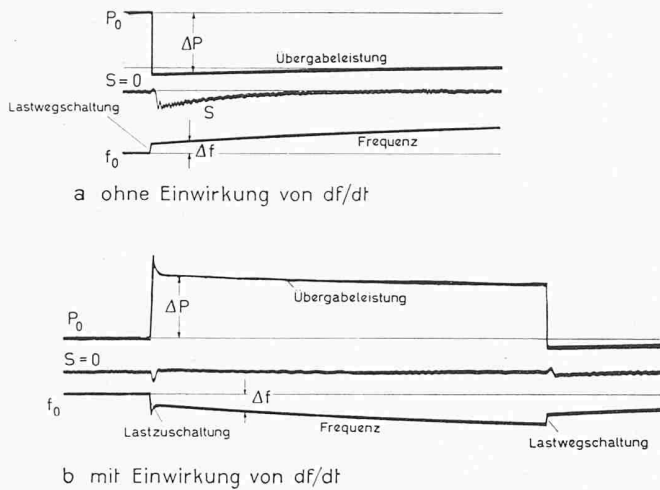 P₀
ΔP
Übergabeleistung
S = 0
S
Lastwegschaltung
Frequenz
Δf
f₀
a ohne Einwirkung von df/dt
ΔP
Übergabeleistung
P₀
S = 0
f₀
Δf
Lastzuschaltung
Frequenz
Lastwegschaltung
b mit Einwirkung von df/dt